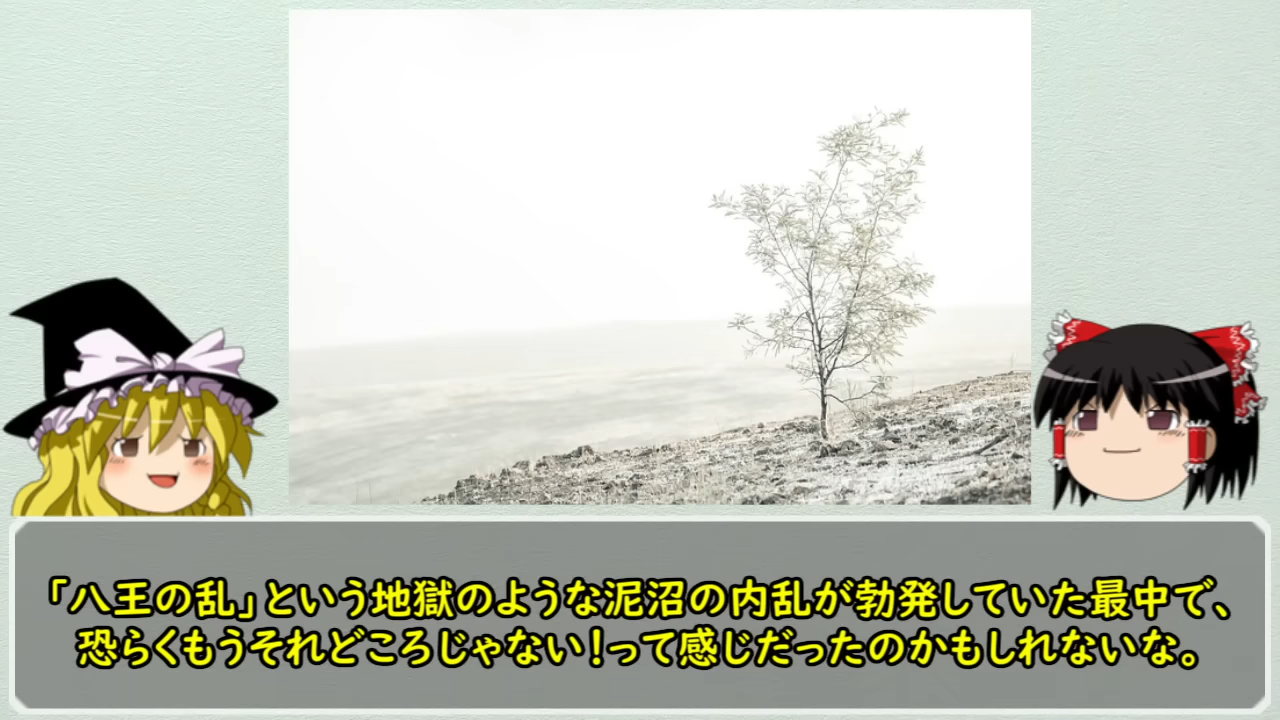 「八王の乱」という地獄のような泥沼の内乱が勃発していた最中で、
恐らくもうそれどころじゃない!って感じだったのかもしれないな。